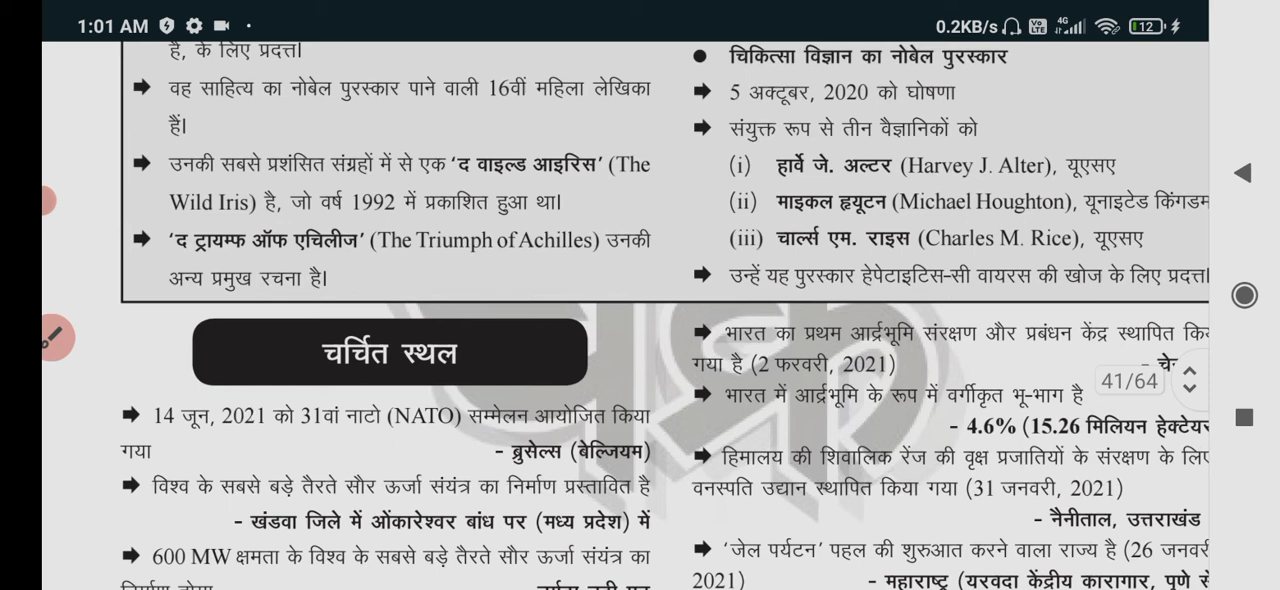 1:01 AM
0.2KB/s
4G
12
है, के लिए प्रदत्त।
➡ वह साहित्य का नोबेल पुरस्कार पाने वाली 16वीं महिला लेखिका
हैं।
➡ उनकी सबसे प्रशंसित संग्रहों में से एक ‘द वाइल्ड आइरिस’ (The
Wild Iris) है, जो वर्ष 1992 में प्रकाशित हुआ था।
➡ ‘द ट्रायम्फ ऑफ एचिलीज’ (The Triumph of Achilles) उनकी
अन्य प्रमुख रचना है।
● चिकित्सा विज्ञान का नोबेल पुरस्कार
➡ 5 अक्टूबर, 2020 को घोषणा
➡ संयुक्त रूप से तीन वैज्ञानिकों को
(i) हार्वे जे. अल्टर (Harvey J. Alter), यूएसए
(ii) माइकल हृयूटन (Michael Houghton), यूनाइटेड किंगडम
(iii) चार्ल्स एम. राइस (Charles M. Rice), यूएसए
➡ उन्हें यह पुरस्कार हेपेटाइटिस-सी वायरस की खोज के लिए प्रदत्त।
चर्चित स्थल
➡ 14 जून, 2021 को 31वां नाटो (NATO) सम्मेलन आयोजित किया
गया - ब्रुसेल्स (बेल्जियम)
➡ विश्व के सबसे बड़े तैरते सौर ऊर्जा संयंत्र का निर्माण प्रस्तावित है
- खंडवा जिले में ओंकारेश्वर बांध पर (मध्य प्रदेश) में
➡ 600 MW क्षमता के विश्व के सबसे बड़े तैरते सौर ऊर्जा संयंत्र का
➡ भारत का प्रथम आर्द्रभूमि संरक्षण और प्रबंधन केंद्र स्थापित
गया है (2 फरवरी, 2021)
41/64
➡ भारत में आर्द्रभूमि के रूप में वर्गीकृत भू-भाग है
- 4.6% (15.26 मिलियन हेक्टेयर
➡ हिमालय की शिवालिक रेंज की वृक्ष प्रजातियों के संरक्षण के लिए
वनस्पति उद्यान स्थापित किया गया (31 जनवरी, 2021)
- नैनीताल, उत्तराखंड
➡ ‘जेल पर्यटन’ पहल की शुरुआत करने वाला राज्य है (26 जनवरी
2021) - महाराष्ट्र (यरवदा केंद्रीय कारागार, पुणे से